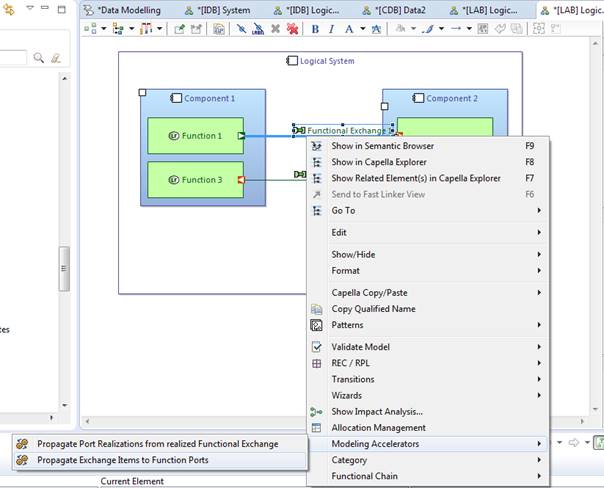 *Data Modelling
*[IDB] System
*[IDB] Logic...
*[CDB] Data2
*[LAB] Logic...
*[LAB] Logic...
Logical System
Component 1
Component 2
Functional Exchange
Function 1
Function 3
Show in Semantic Browser F9
Show in Capella Explorer F8
Show Related Element(s) in Capella Explorer F7
Send to Fast Linker View F6
Go To
Edit
Show/Hide
Format
Capella Copy/Paste
Copy Qualified Name
Patterns
Validate Model
REC / RPL
Transitions
Wizards
Show Impact Analysis...
Allocation Management
Modeling Accelerators
Category
Functional Chain
Propagate Port Realizations from realized Functional Exchange
Propagate Exchange Items to Function Ports
Current Element